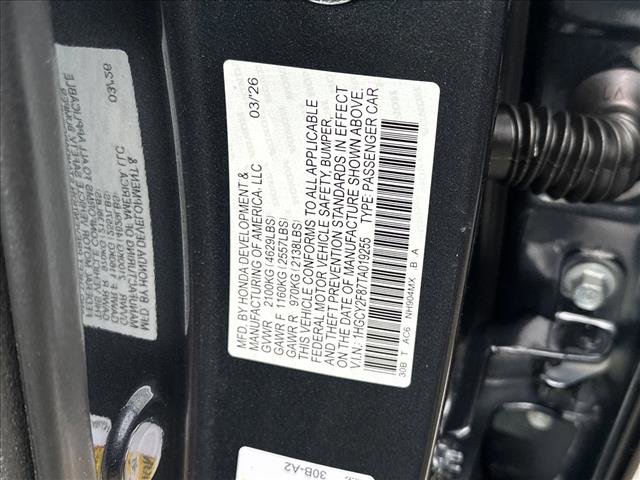 MFD. BY HONDA DEVELOPMENT &
MANUFACTURING OF AMERICA, LLC 03/26
GVWR 2100KG(4629LBS)
GAWR F 1160KG(2557LBS)
GAWR R 970KG(2138LBS)
THIS VEHICLE CONFORMS TO ALL APPLICABLE
FEDERAL MOTOR VEHICLE SAFETY, BUMPER,
AND THEFT PREVENTION STANDARDS IN EFFECT
ON THE DATE OF MANUFACTURE SHOWN ABOVE.
V.I.N.: 1HGCY2F87TA019255 TYPE: PASSENGER CAR
30B T AC6 NH904MX B A
30B-A2